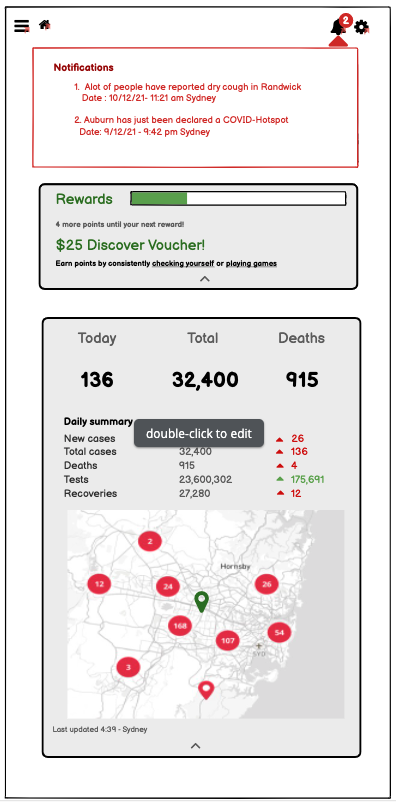 2
Notifications
1. Alot of people have reported dry cough in Randwick
Date : 10/12/21- 11:21 am Sydney
2. Auburn has just been declared a COVID-Hotspot
Date: 9/12/21 - 9:42 pm Sydney
Rewards
4 more points until your next reward!
$25 Discover Voucher!
Earn points by consistently checking yourself or playing games
Today Total Deaths
136 32,400 915
Daily summary
double-click to edit
New cases 26
Total cases 32,400 136
Deaths 915 4
Tests 23,600,302 175,691
Recoveries 27,280 12
2
Hornsby
12 24 26
168
54
107
SYD
3
Last updated 4:39 - Sydney